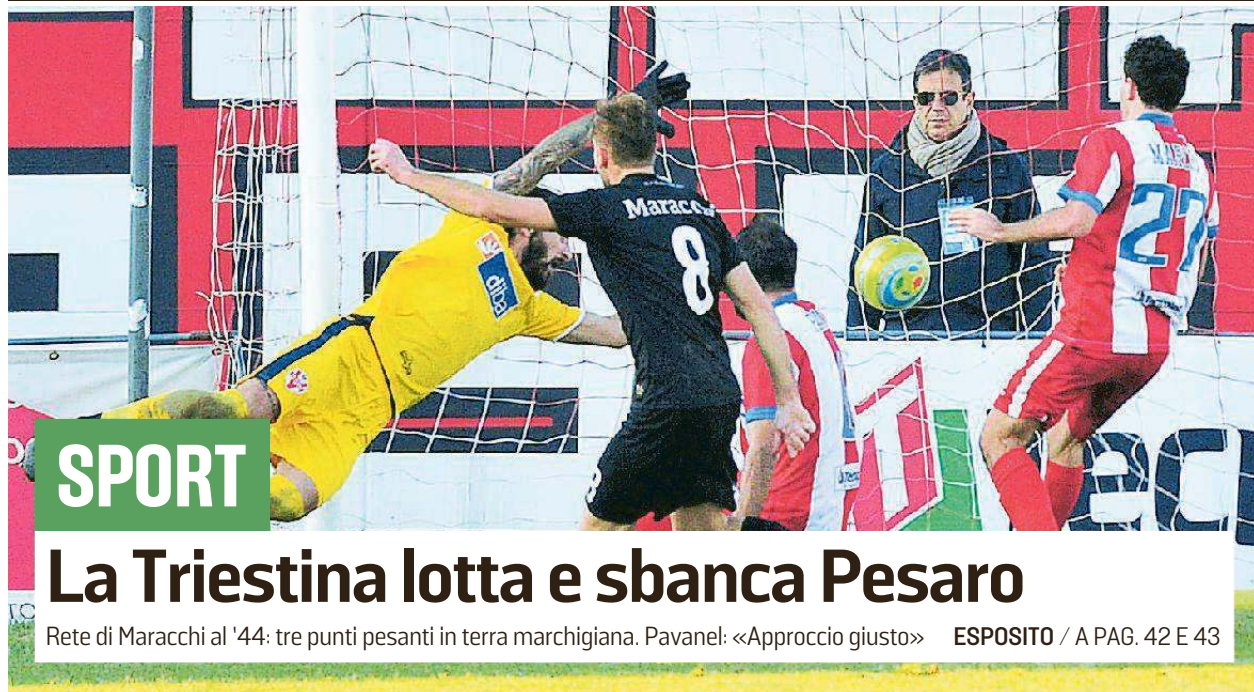 Maracchi
8
27
diba
SPORT
La Triestina lotta e sbanca Pesaro
Rete di Maracchi al '44: tre punti pesanti in terra marchigiana. Pavanel: «Approccio giusto» ESPOSITO / A PAG. 42 E 43